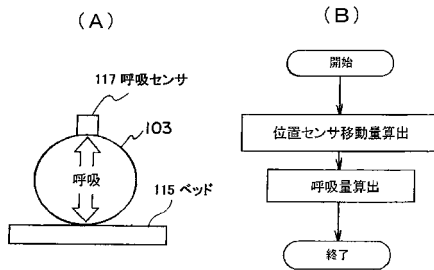 (A)
117 呼吸センサ
103
呼吸
115 ベッド
(B)
開始
位置センサ移動量算出
呼吸量算出
終了